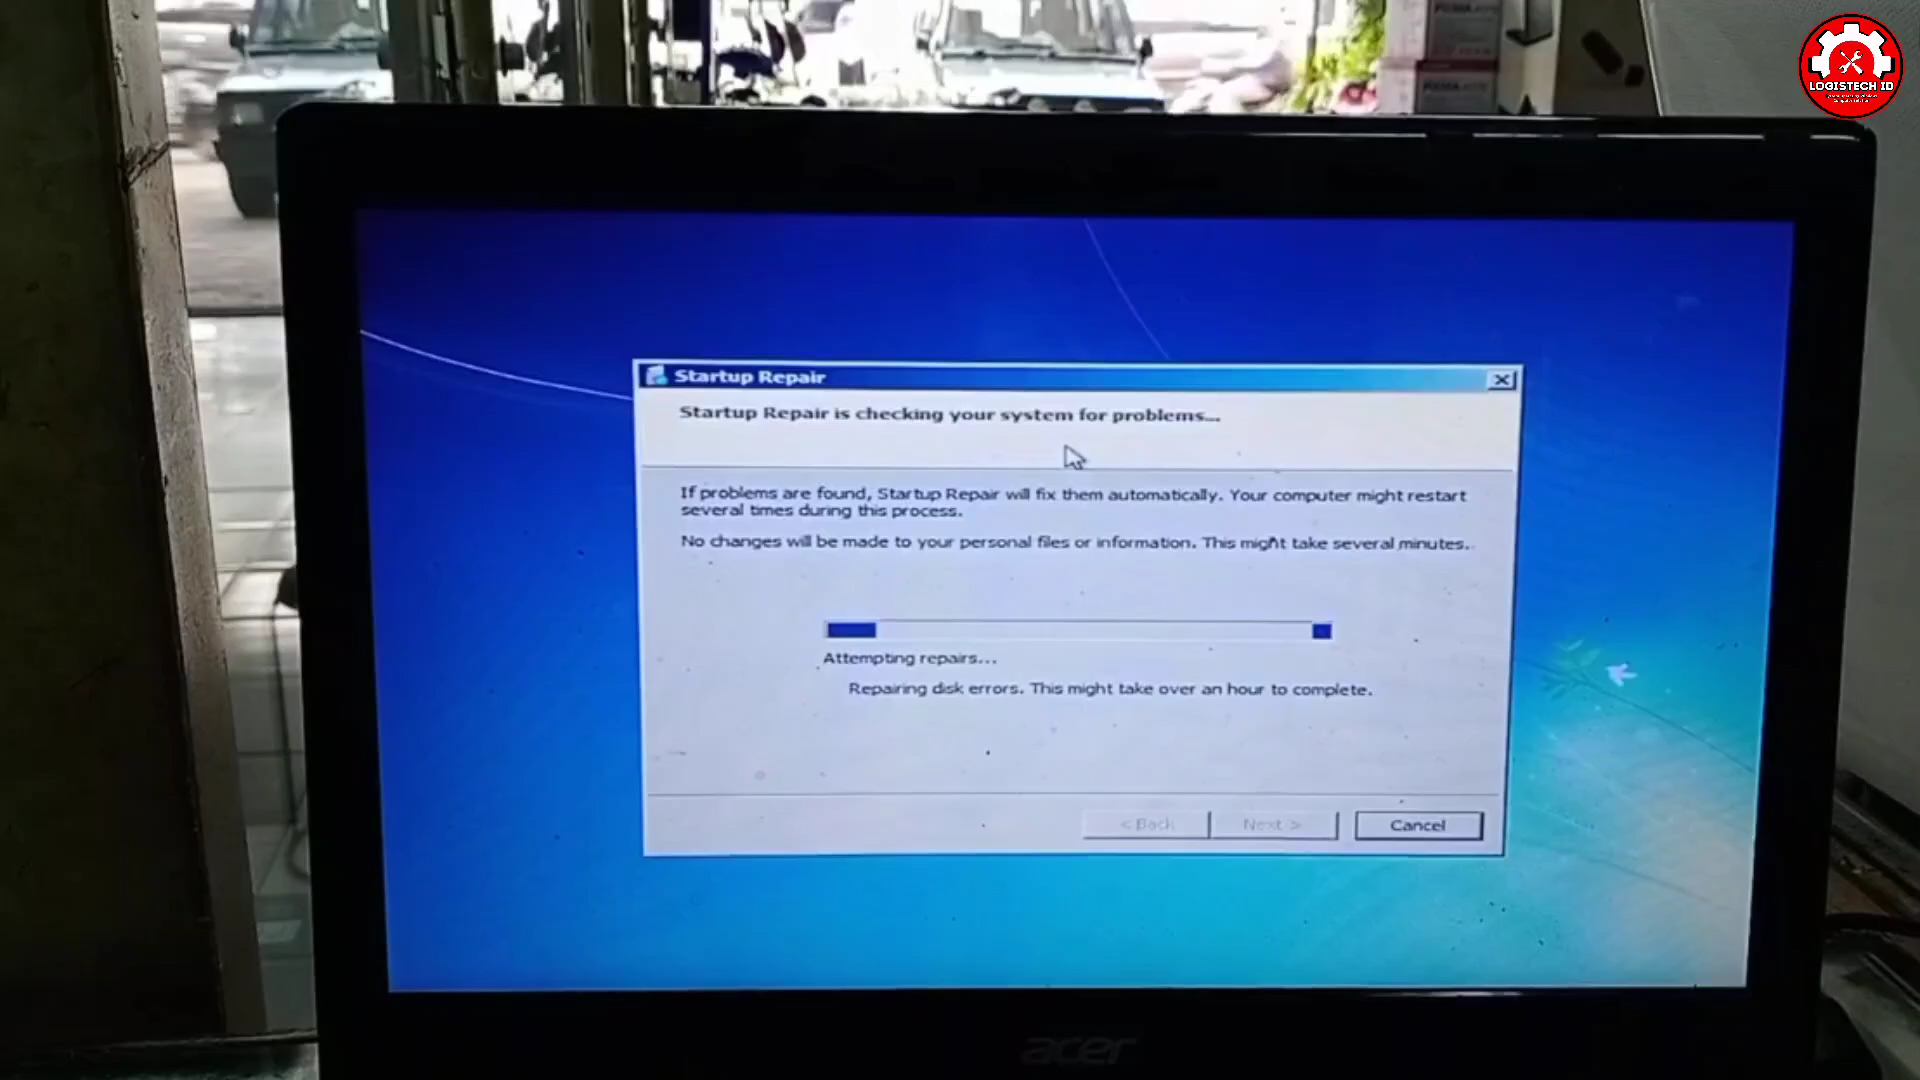 LOGISTECH ID
Startup Repair
Startup Repair is checking your system for problems...
If problems are found, Startup Repair will fix them automatically. Your computer might restart
several times during this process.
No changes will be made to your personal files or information. This might take several minutes.
Attempting repairs...
Repairing disk errors. This might take over an hour to complete.
< Back
Next >
Cancel
acer